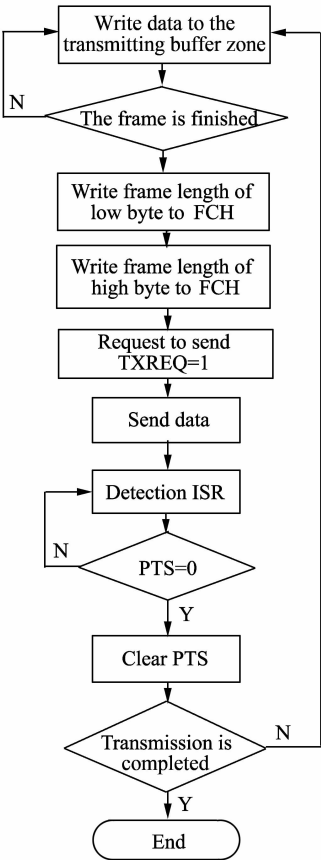 Write data to the
transmitting buffer zone
N
The frame is finished
Write frame length of
low byte to FCH
Write frame length of
high byte to FCH
Request to send
TXREQ=1
Send data
Detection ISR
N
PTS=0
Y
Clear PTS
N
Transmission is
completed
Y
End